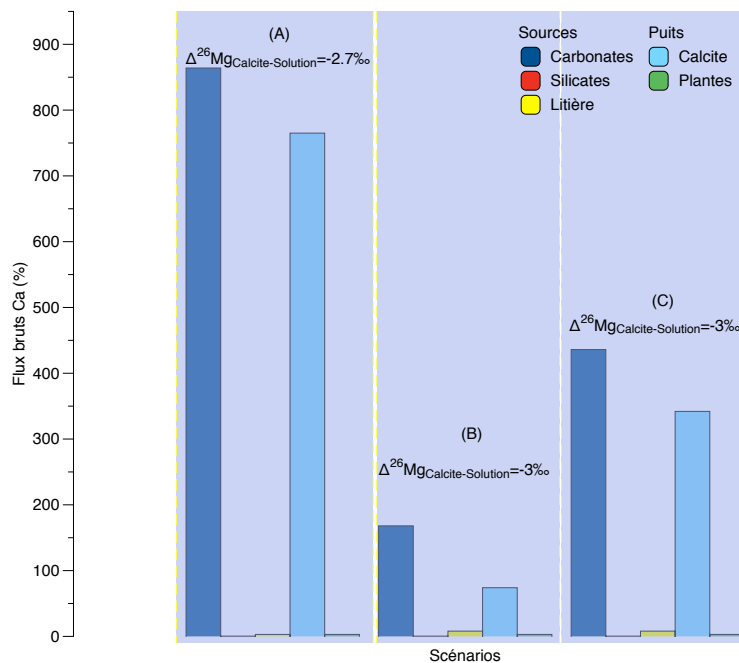 (A)
Δ26MgCalcite-Solution=-2.7‰
Sources
Puits
Carbonates
Calcite
Silicates
Plantes
Litière
(C)
Δ26MgCalcite-Solution=-3‰
(B)
Δ26MgCalcite-Solution=-3‰
Flux bruts Ca (%)
900
800
700
600
500
400
300
200
100
0
Scénarios